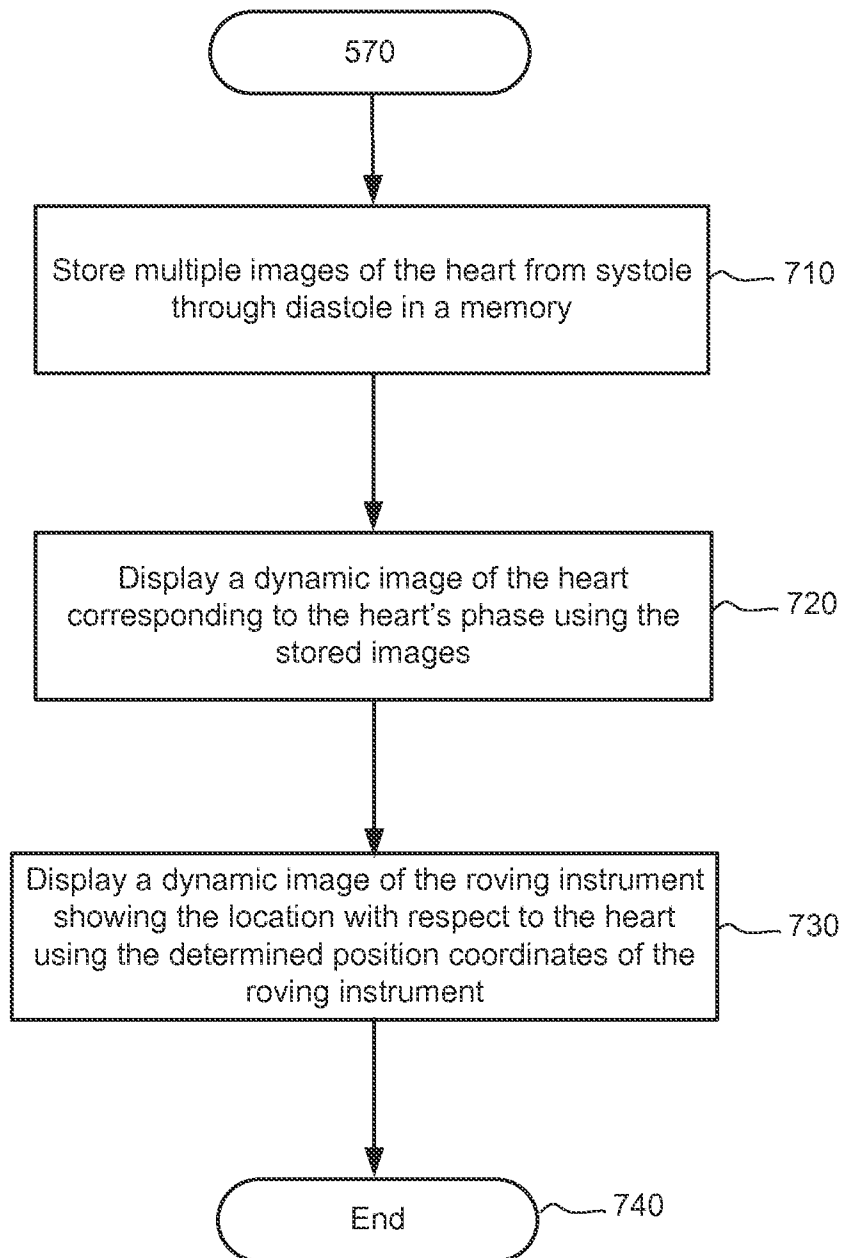 570
Store multiple images of the heart from systole
through diastole in a memory
710
Display a dynamic image of the heart
corresponding to the heart's phase using the
stored images
720
Display a dynamic image of the roving instrument
showing the location with respect to the heart
using the determined position coordinates of the
roving instrument
730
End
740